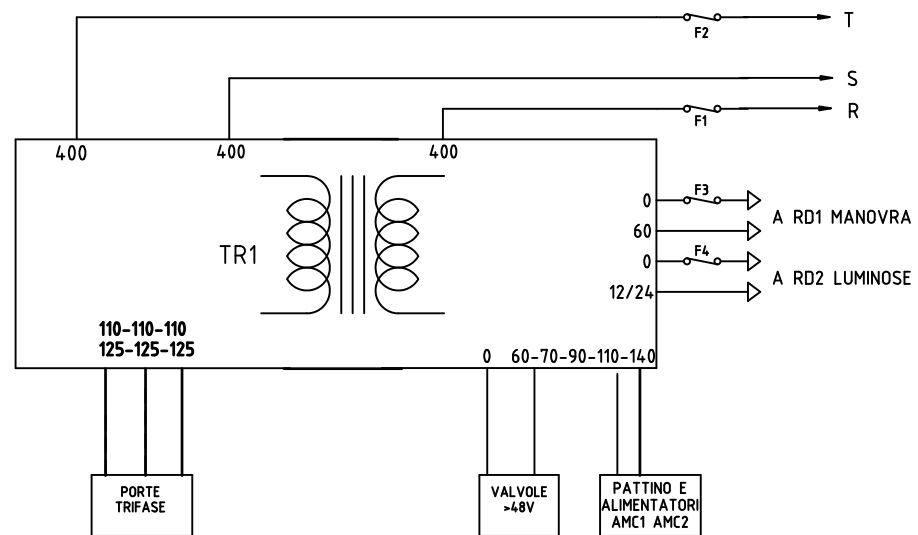 T
F2
S
R
F1
400
400
400
0
F3
A RD1 MANOVRA
60
TR1
0
F4
A RD2 LUMINOSE
12/24
110-110-110
125-125-125
0
60-70-90-110-140
PORTE
TRIFASE
VALVOLE
>48V
PATTINO E
ALIMENTATORI
AMC1 AMC2